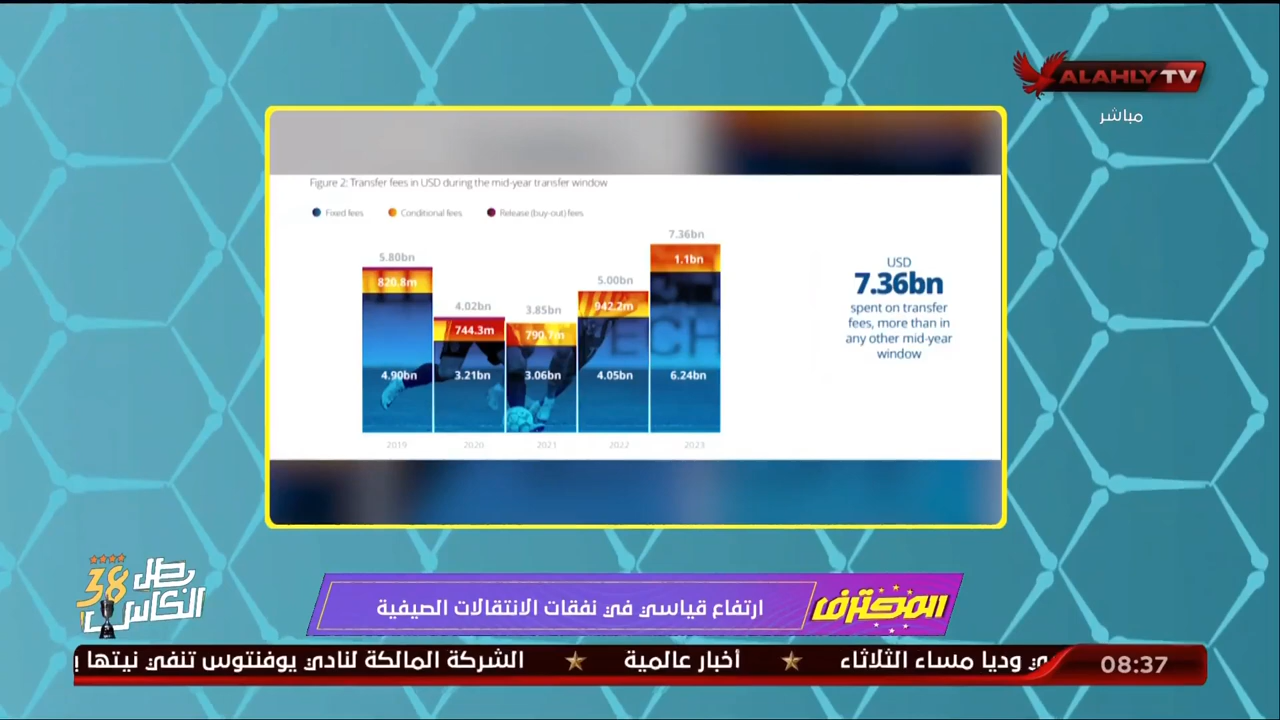 ALAHLY TV
مباشر
Figure 2: Transfer fees in USD during the mid-year transfer window
Fixed fees
Conditional fees
Release (buy-out) fees
5.80bn
820.8m
4.90bn
4.02bn
744.3m
3.21bn
3.85bn
790.7m
3.06bn
5.00bn
942.2m
4.05bn
7.36bn
1.1bn
6.24bn
2019
2020
2021
2022
2023
USD
7.36bn
spent on transfer
fees, more than in
any other mid-year
window
TECH
بطل
الكاس 38
المحترف
ارتفاع قياسي في نفقات الانتقالات الصيفية
ي وديا مساء الثلاثاء ★ أخبار عالمية ★ الشركة المالكة لنادي يوفنتوس تنفي نيتها
08:37